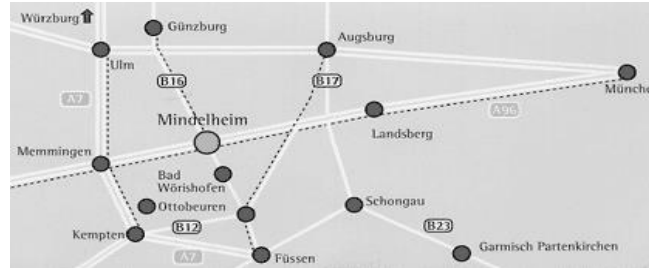 Würzburg
Günzburg
Augsburg
Ulm
B16
B17
Münche
A7
A96
Mindelheim
Landsberg
Memmingen
Bad
Wörishofen
Ottobeuren
Schongau
B12
B23
Kempten
A7
Füssen
Garmisch Partenkirchen